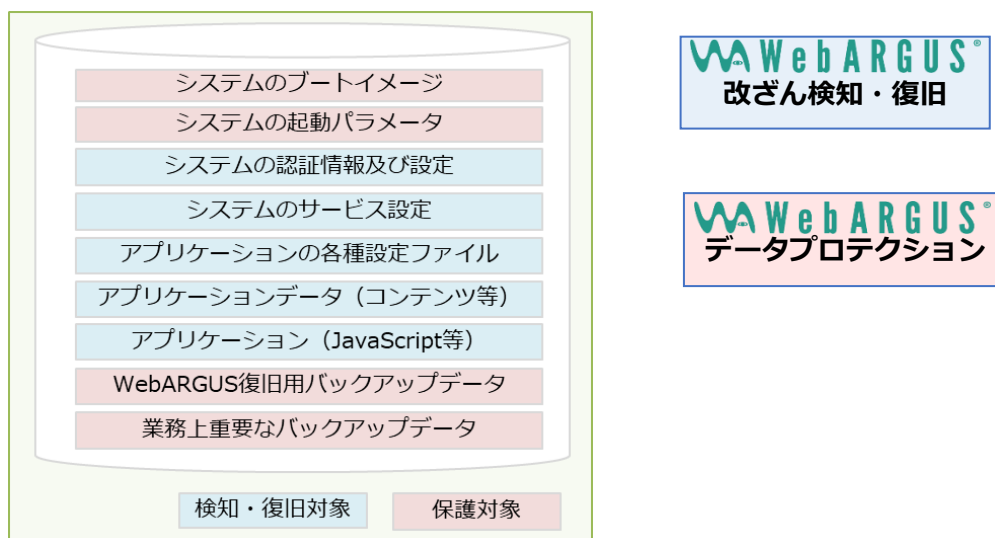 システムのブートイメージ
システムの起動パラメータ
システムの認証情報及び設定
システムのサービス設定
アプリケーションの各種設定ファイル
アプリケーションデータ（コンテンツ等）
アプリケーション（JavaScript等）
WebARGUS復旧用バックアップデータ
業務上重要なバックアップデータ
検知・復旧対象
保護対象
WebARGUS®
改ざん検知・復旧
WebARGUS®
データプロテクション